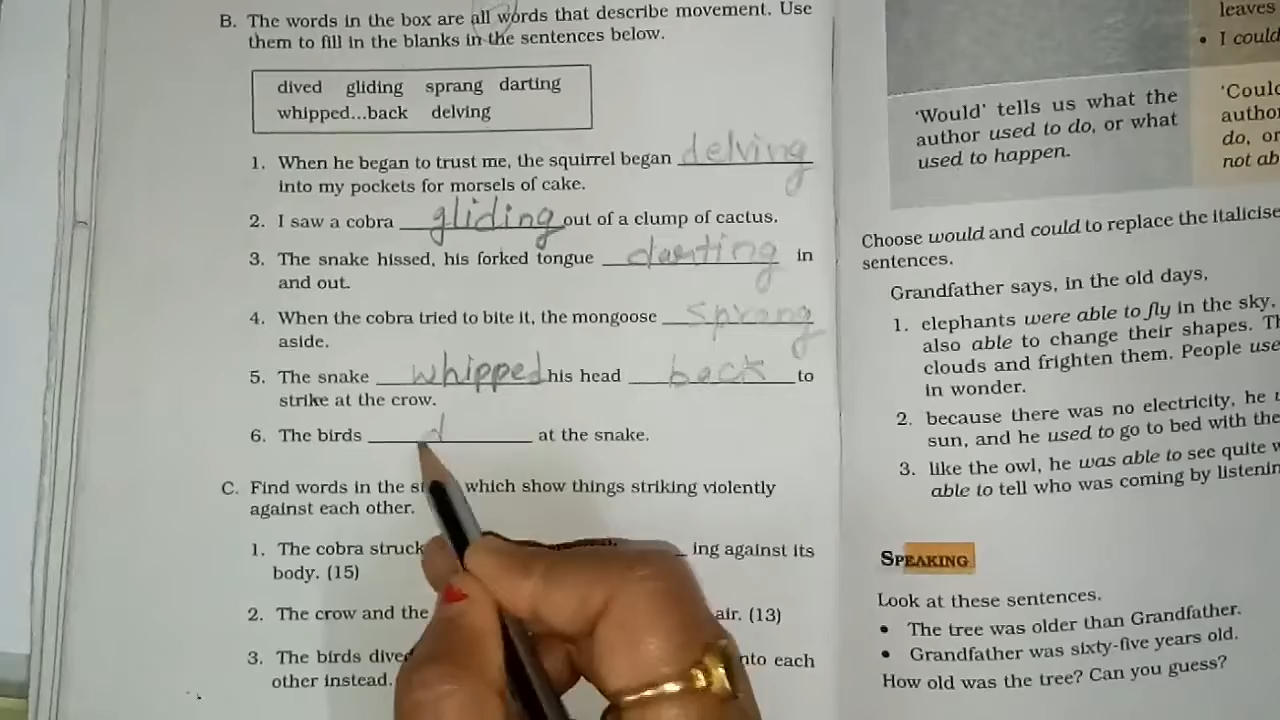 B. The words in the box are all words that describe movement. Use
them to fill in the blanks in the sentences below.
dived gliding sprang darting
whipped...back delving
1. When he began to trust me, the squirrel began delving
into my pockets for morsels of cake.
2. I saw a cobra gliding out of a clump of cactus.
3. The snake hissed, his forked tongue darting in
and out.
4. When the cobra tried to bite it, the mongoose sprang
aside.
5. The snake whipped his head back to
strike at the crow.
6. The birds d at the snake.
C. Find words in the which show things striking violently
against each other.
1. The cobra struck ing against its
body. (15)
2. The crow and the air. (13)
3. The birds dived into each
other instead.
leaves
• I could
'Would' tells us what the
author used to do, or what
used to happen.
'Could
author
do, or
not ab
Choose would and could to replace the italicise
sentences.
Grandfather says, in the old days,
1. elephants were able to fly in the sky,
also able to change their shapes. Th
clouds and frighten them. People use
in wonder.
2. because there was no electricity, he u
sun, and he used to go to bed with the
3. like the owl, he was able to see quite w
able to tell who was coming by listenin
SPEAKING
Look at these sentences.
• The tree was older than Grandfather.
• Grandfather was sixty-five years old.
How old was the tree? Can you guess?